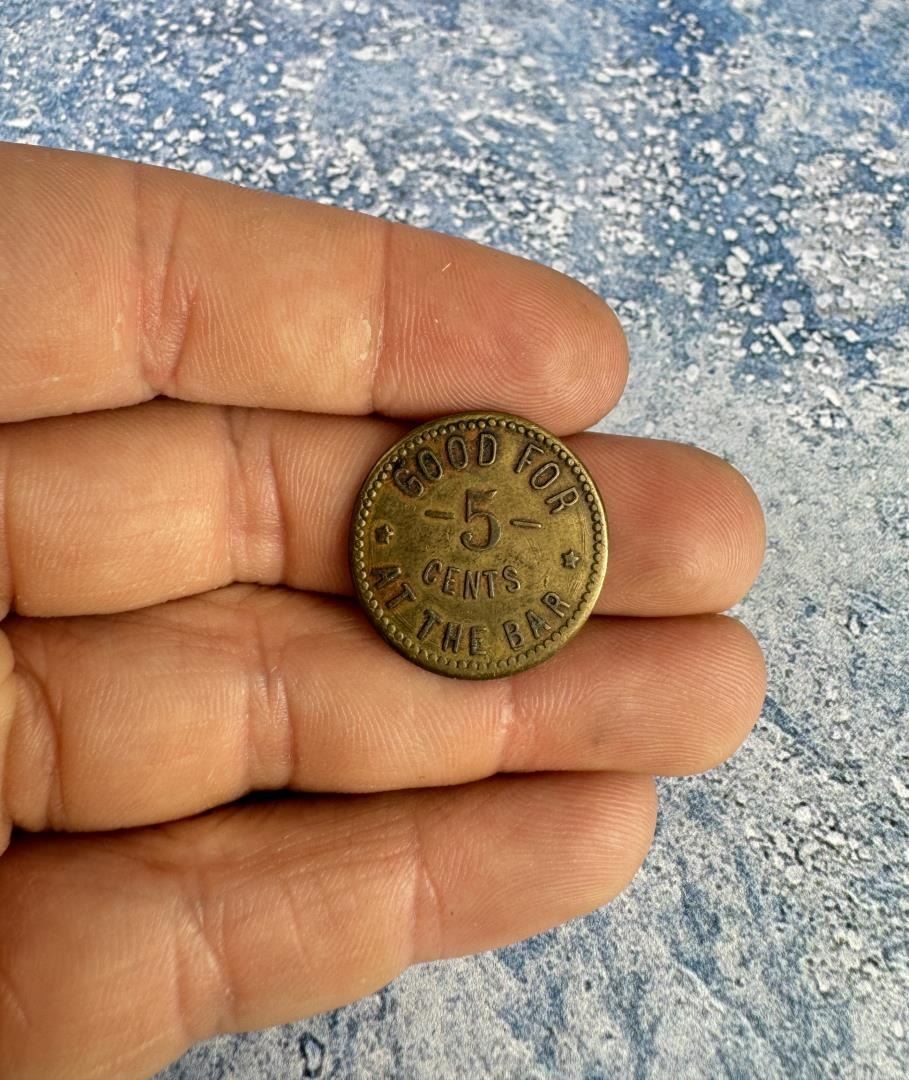 GOOD FOR
-5-
CENTS
AT THE BAR